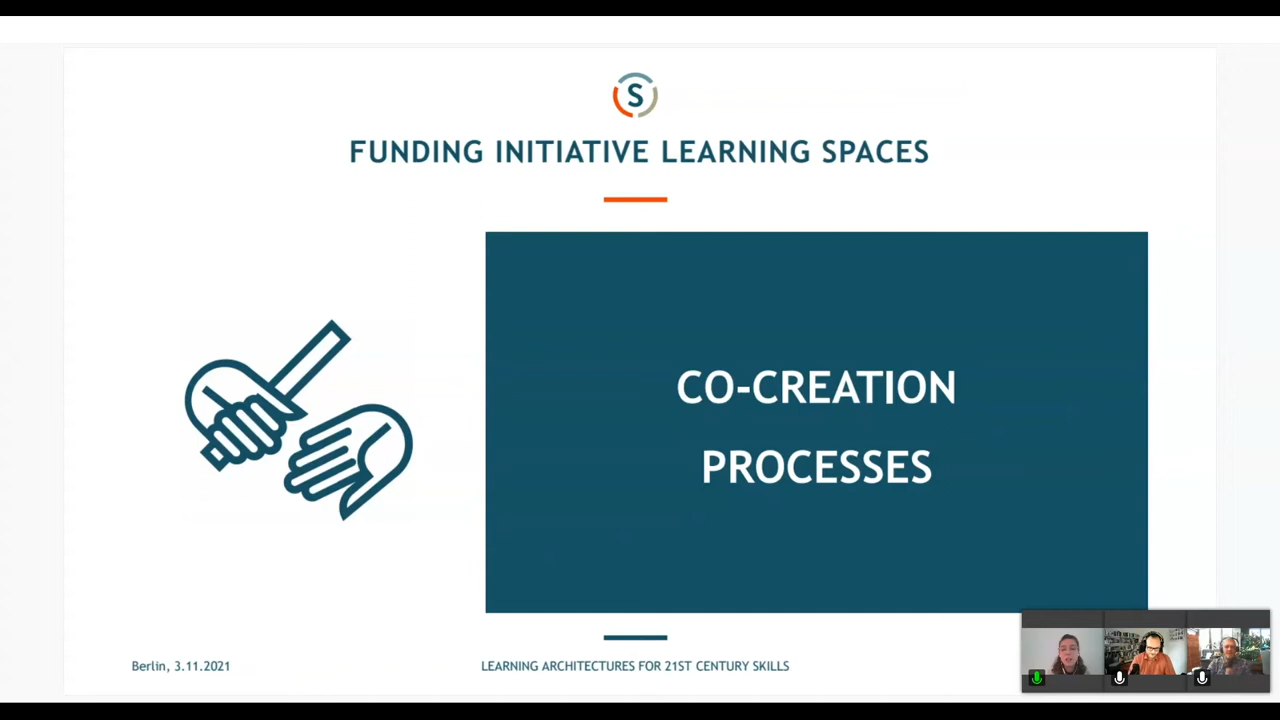 S
FUNDING INITIATIVE LEARNING SPACES
CO-CREATION
PROCESSES
Berlin, 3.11.2021
LEARNING ARCHITECTURES FOR 21ST CENTURY SKILLS